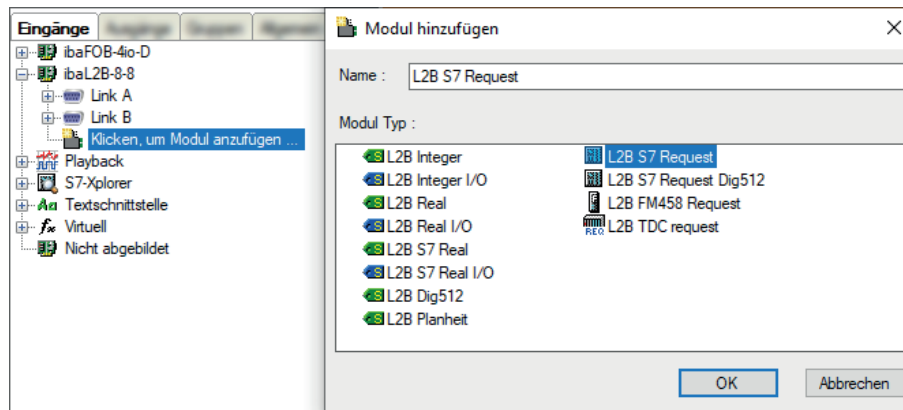 Eingänge
ibaFOB-4io-D
ibaL2B-8-8
Link A
Link B
Klicken, um Modul anzufügen ...
Playback
S7-Xplorer
Textschnittstelle
Virtuell
Nicht abgebildet
Modul hinzufügen
Name : L2B S7 Request
Modul Typ :
L2B Integer
L2B Integer I/O
L2B Real
L2B Real I/O
L2B S7 Real
L2B S7 Real I/O
L2B Dig512
L2B Planheit
L2B S7 Request
L2B S7 Request Dig512
L2B FM458 Request
L2B TDC request
OK Abbrechen